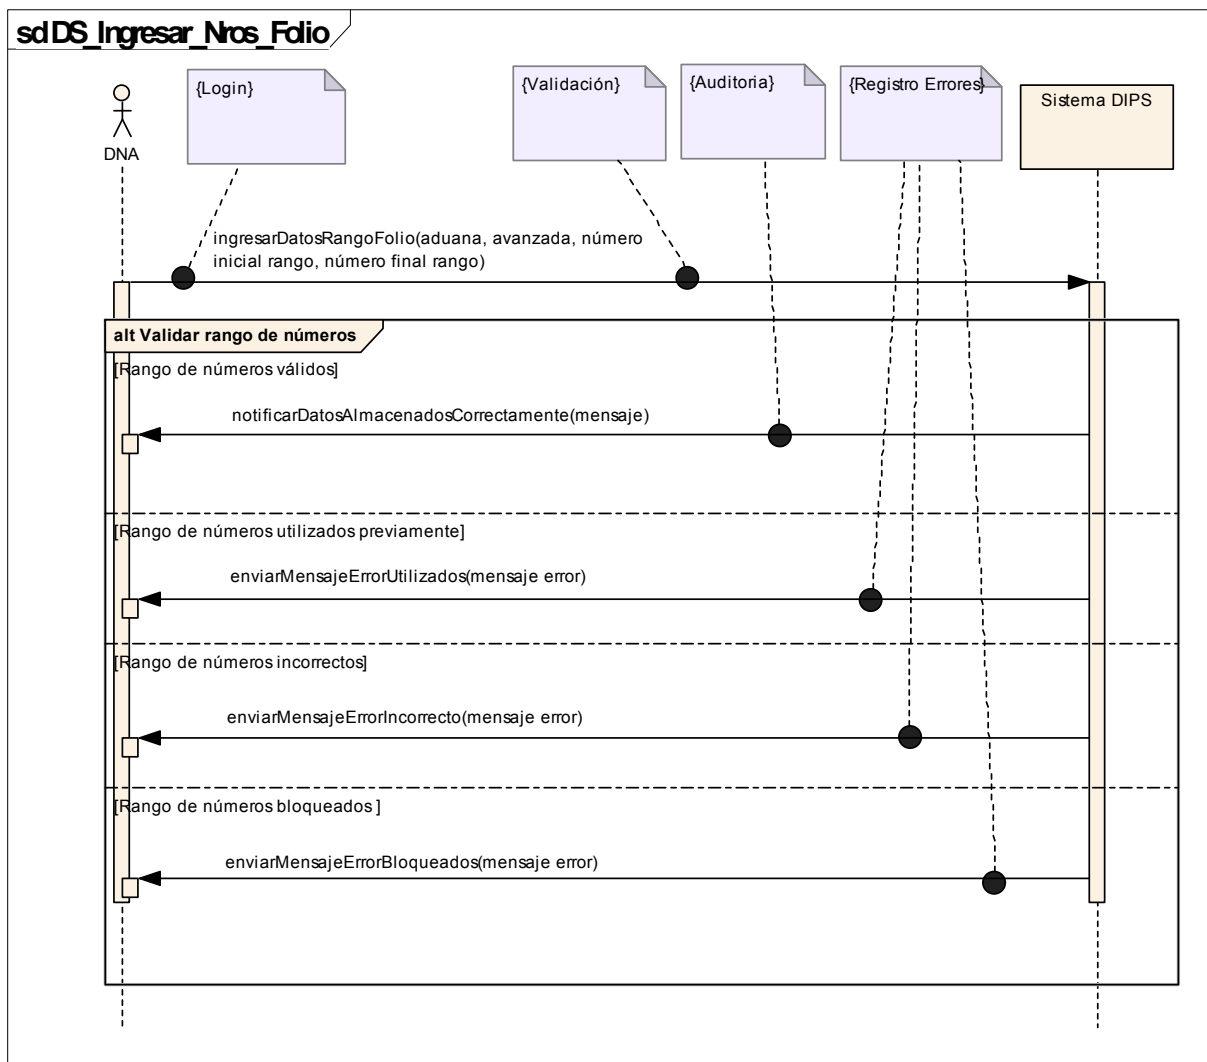 sd DS_Ingresar_Nros_Folio
{Login}
{Validación}
{Auditoria}
{Registro Errores}
Sistema DIPS
DNA
ingresarDatosRangoFolio(aduana, avanzada, número
inicial rango, número final rango)
alt Validar rango de números
[Rango de números válidos]
notificarDatosAlmacenadosCorrectamente(mensaje)
[Rango de números utilizados previamente]
enviarMensajeErrorUtilizados(mensaje error)
[Rango de números incorrectos]
enviarMensajeErrorIncorrecto(mensaje error)
[Rango de números bloqueados ]
enviarMensajeErrorBloqueados(mensaje error)